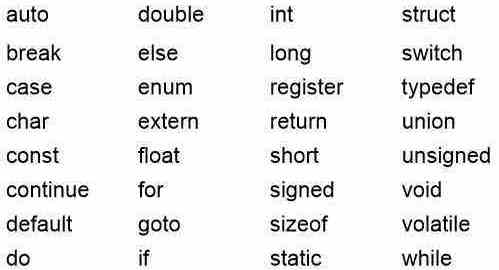 auto double int struct
break else long switch
case enum register typedef
char extern return union
const float short unsigned
continue for signed void
default goto sizeof volatile
do if static while